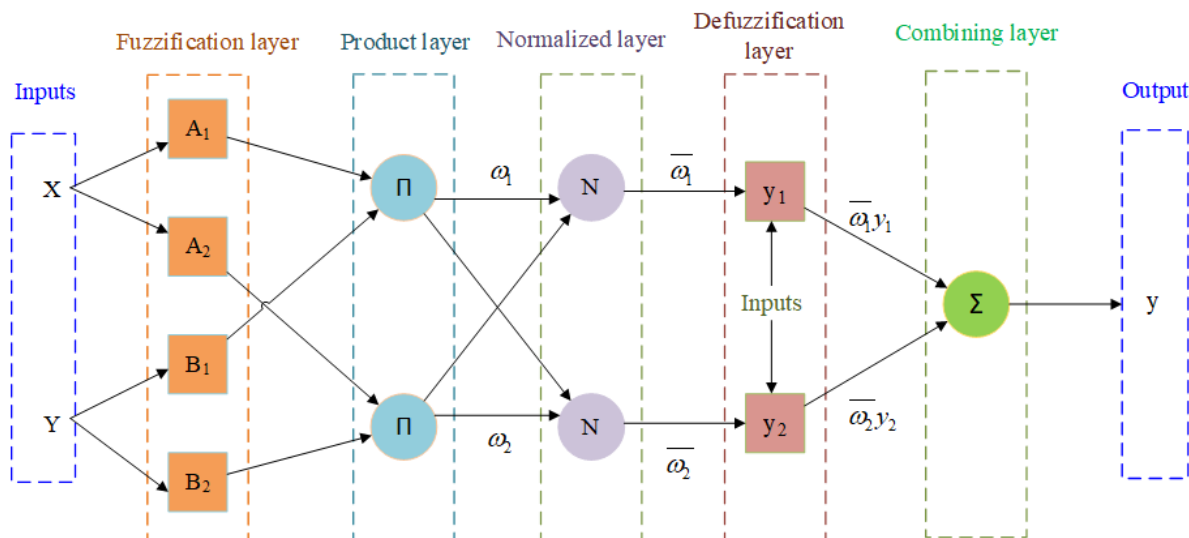 Inputs
Fuzzification layer
Product layer
Normalized layer
Defuzzification
layer
Combining layer
Output
X
Y
A₁
A₂
B₁
B₂
Π
Π
ω₁
ω₂
N
N
ω̅₁
ω̅₂
y₁
Inputs
y₂
ω̅₁y₁
ω̅₂y₂
Σ
y